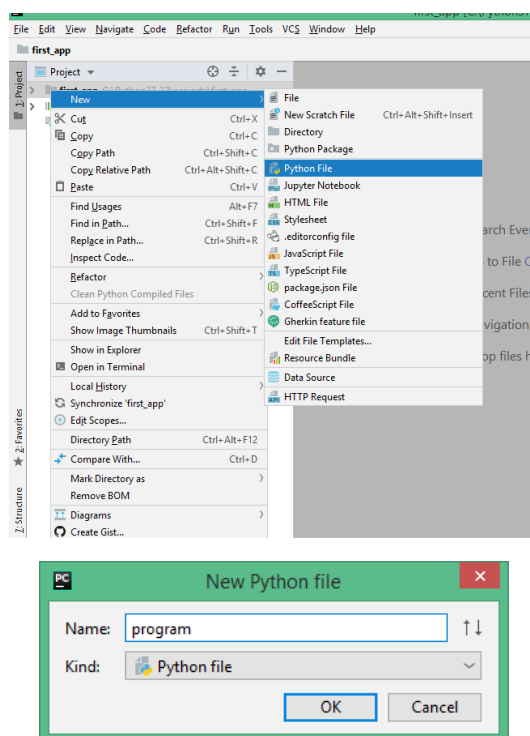 File Edit View Navigate Code Refactor Run Tools VCS Window Help
first_app
1: Project
Project
New
Cut Ctrl+X
Copy Ctrl+C
Copy Path Ctrl+Shift+C
Copy Relative Path Ctrl+Alt+Shift+C
Paste Ctrl+V
Find Usages Alt+F7
Find in Path... Ctrl+Shift+F
Replace in Path... Ctrl+Shift+R
Inspect Code...
Refactor
Clean Python Compiled Files
Add to Favorites
Show Image Thumbnails Ctrl+Shift+T
Show in Explorer
Open in Terminal
Local History
Synchronize 'first_app'
Edit Scopes...
Directory Path Ctrl+Alt+F12
Compare With... Ctrl+D
Mark Directory as
Remove BOM
Diagrams
Create Gist...
File
New Scratch File Ctrl+Alt+Shift+Insert
Directory
Python Package
Python File
Jupyter Notebook
HTML File
Stylesheet
.editorconfig file
JavaScript File
TypeScript File
package.json File
CoffeeScript File
Gherkin feature file
Edit File Templates...
Resource Bundle
Data Source
HTTP Request
2: Favorites
7: Structure
PC New Python file
Name: program
Kind: Python file
OK Cancel